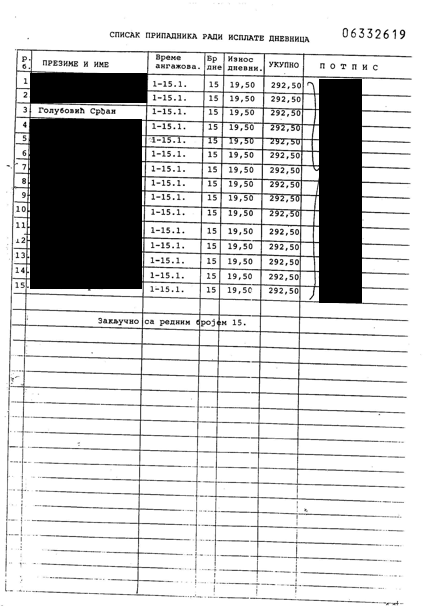 СПИСАК ПРИПАДНИКА РАДИ ИСПЛАТЕ ДНЕВНИЦА 06332619
Р. б. ПРЕЗИМЕ И ИМЕ Време ангажова. Бр дне Износ дневни. УКУПНО П О Т П И С
1 1-15.1. 15 19,50 292,50
2 1-15.1. 15 19,50 292,50
3 Голубовић Срђан 1-15.1. 15 19,50 292,50
4 1-15.1. 15 19,50 292,50
5 1-15.1. 15 19,50 292,50
6 1-15.1. 15 19,50 292,50
7 1-15.1. 15 19,50 292,50
8 1-15.1. 15 19,50 292,50
9 1-15.1. 15 19,50 292,50
10 1-15.1. 15 19,50 292,50
11 1-15.1. 15 19,50 292,50
12 1-15.1. 15 19,50 292,50
13 1-15.1. 15 19,50 292,50
14 1-15.1. 15 19,50 292,50
15 1-15.1. 15 19,50 292,50
Закључно са редним бројем 15.